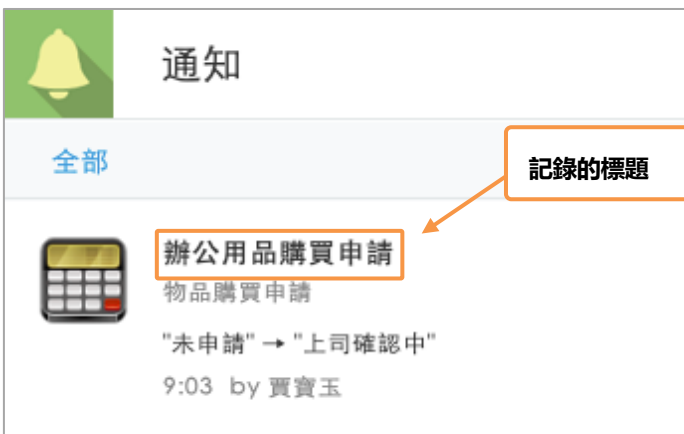 通知
全部
記錄的標題
辦公用品購買申請
物品購買申請
"未申請" → "上司確認中"
9:03 by 賈寶玉